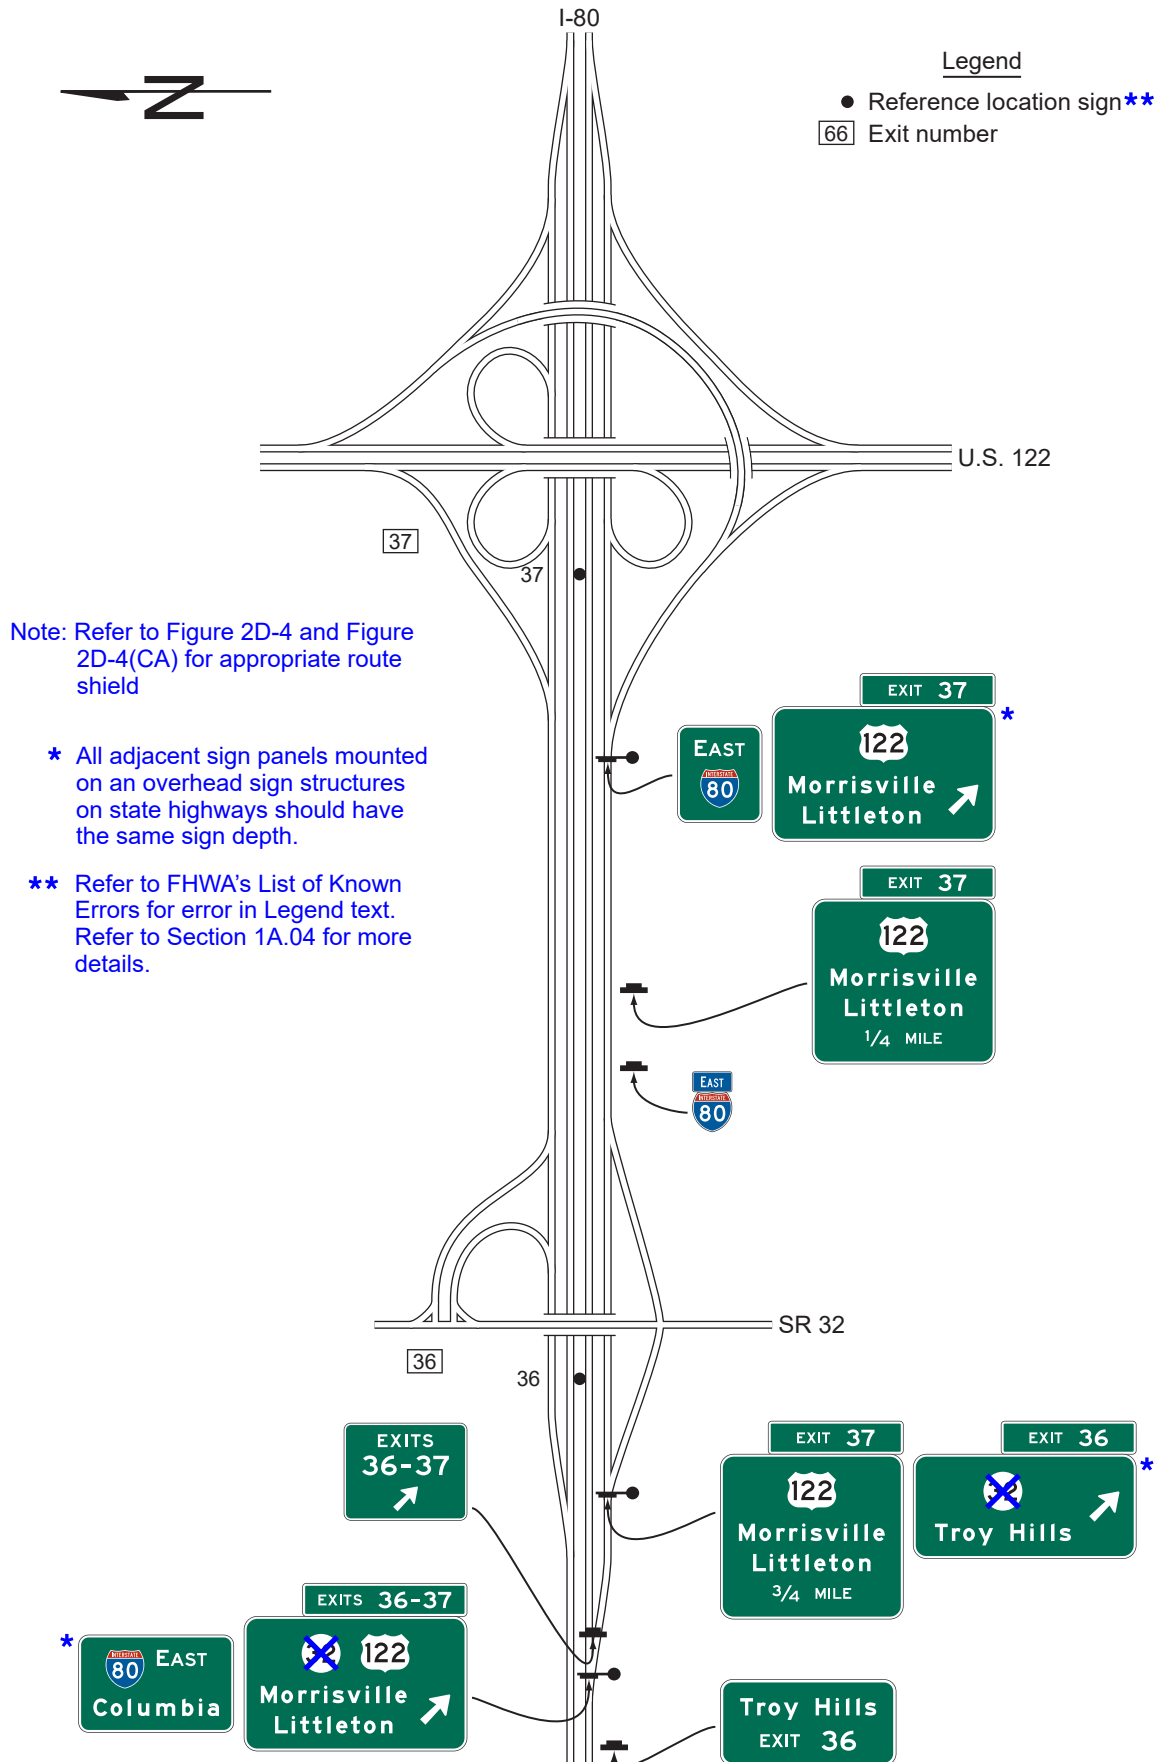 I-80
N
Legend
Reference location sign**
66 Exit number
U.S. 122
37
37
Note: Refer to Figure 2D-4 and Figure
2D-4(CA) for appropriate route
shield
* All adjacent sign panels mounted
on an overhead sign structures
on state highways should have
the same sign depth.
** Refer to FHWA's List of Known
Errors for error in Legend text.
Refer to Section 1A.04 for more
details.
EXIT 37
*
EAST
INTERSTATE
80
122
Morrisville
Littleton
EXIT 37
122
Morrisville
Littleton
1/4 MILE
EAST
INTERSTATE
80
SR 32
36
36
EXITS
36-37
EXIT 37
122
Morrisville
Littleton
3/4 MILE
EXIT 36
*
32
Troy Hills
EXITS 36-37
*
INTERSTATE
80 EAST
Columbia
32 122
Morrisville
Littleton
Troy Hills
EXIT 36